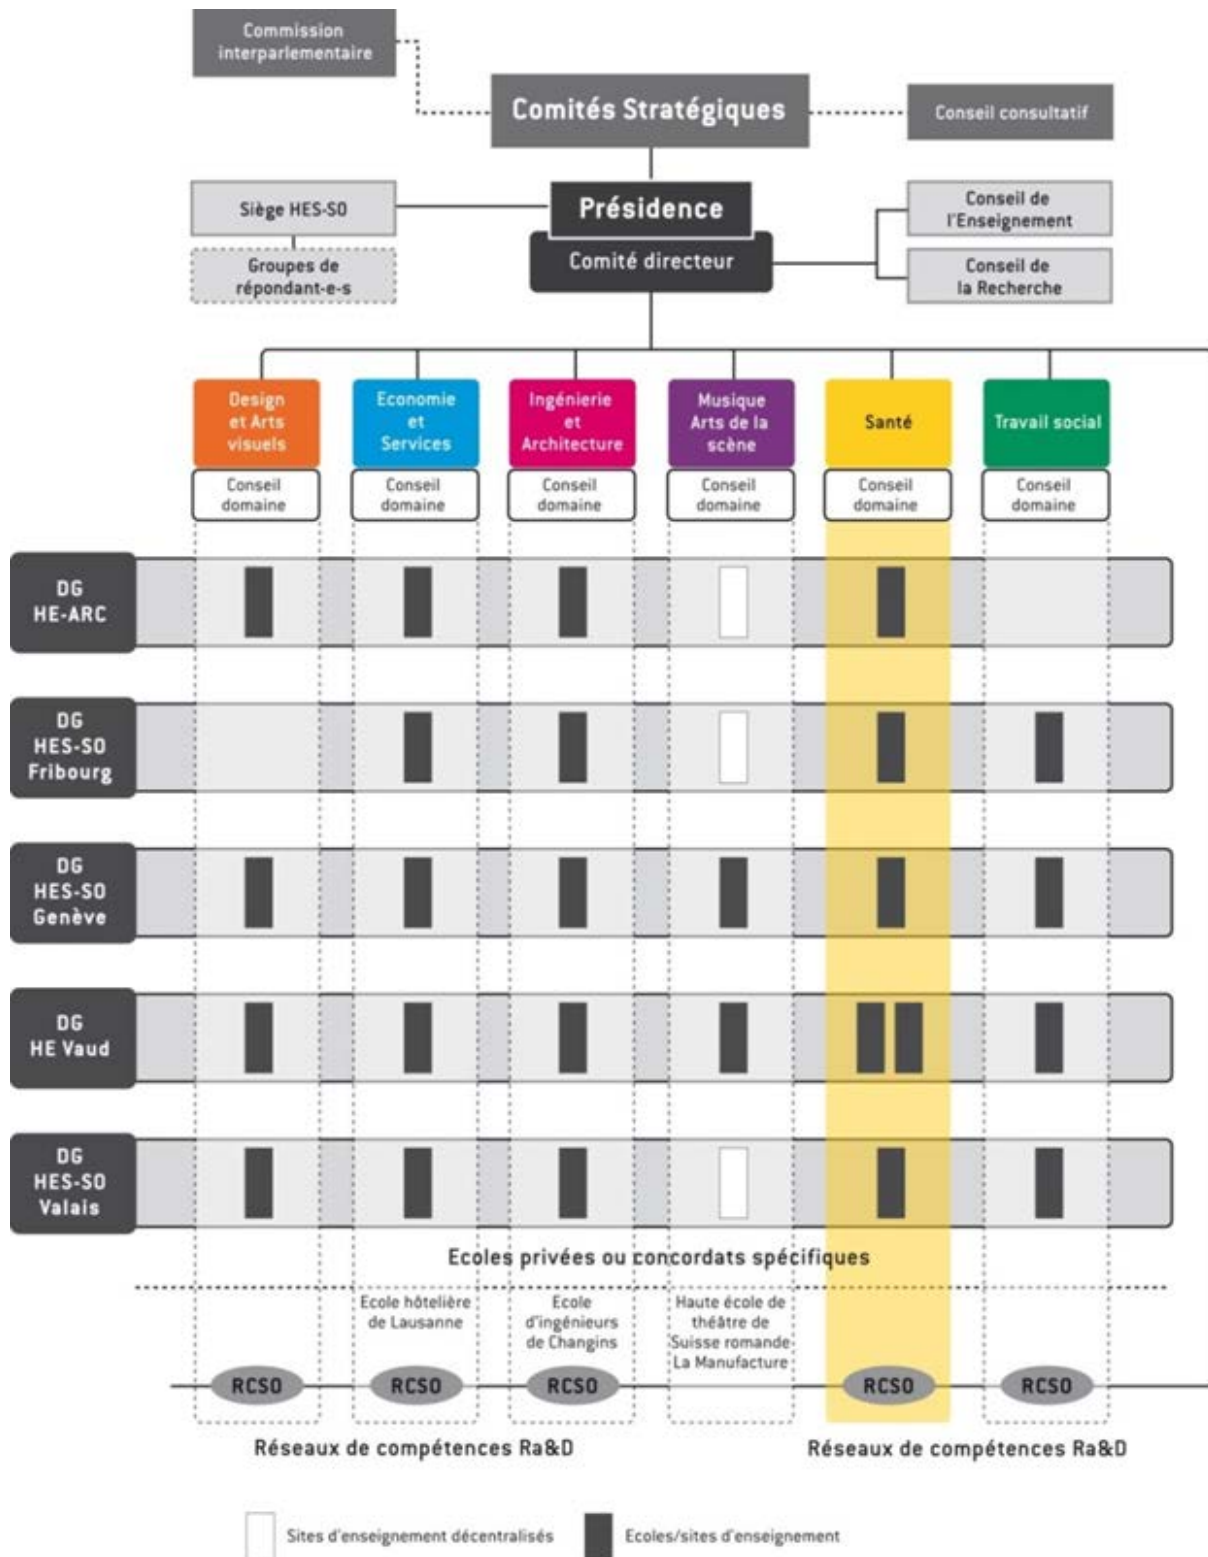 Commission
interparlementaire
Comités Stratégiques
Conseil consultatif
Siège HES-SO
Présidence
Conseil de
l'Enseignement
Groupes de
répondant-e-s
Comité directeur
Conseil de
la Recherche
Design
et Arts
visuels
Economie
et
Services
Ingénierie
et
Architecture
Musique
Arts de la
scène
Santé
Travail social
Conseil
domaine
Conseil
domaine
Conseil
domaine
Conseil
domaine
Conseil
domaine
Conseil
domaine
DG
HE-ARC
DG
HES-SO
Fribourg
DG
HES-SO
Genève
DG
HE Vaud
DG
HES-SO
Valais
Ecoles privées ou concordats spécifiques
Ecole hôtelière
de Lausanne
Ecole
d'ingénieurs
de Changins
Haute école de
théâtre de
Suisse romande
La Manufacture
RCSO
RCSO
RCSO
RCSO
RCSO
Réseaux de compétences Ra&D
Réseaux de compétences Ra&D
Sites d'enseignement décentralisés
Ecoles/sites d'enseignement